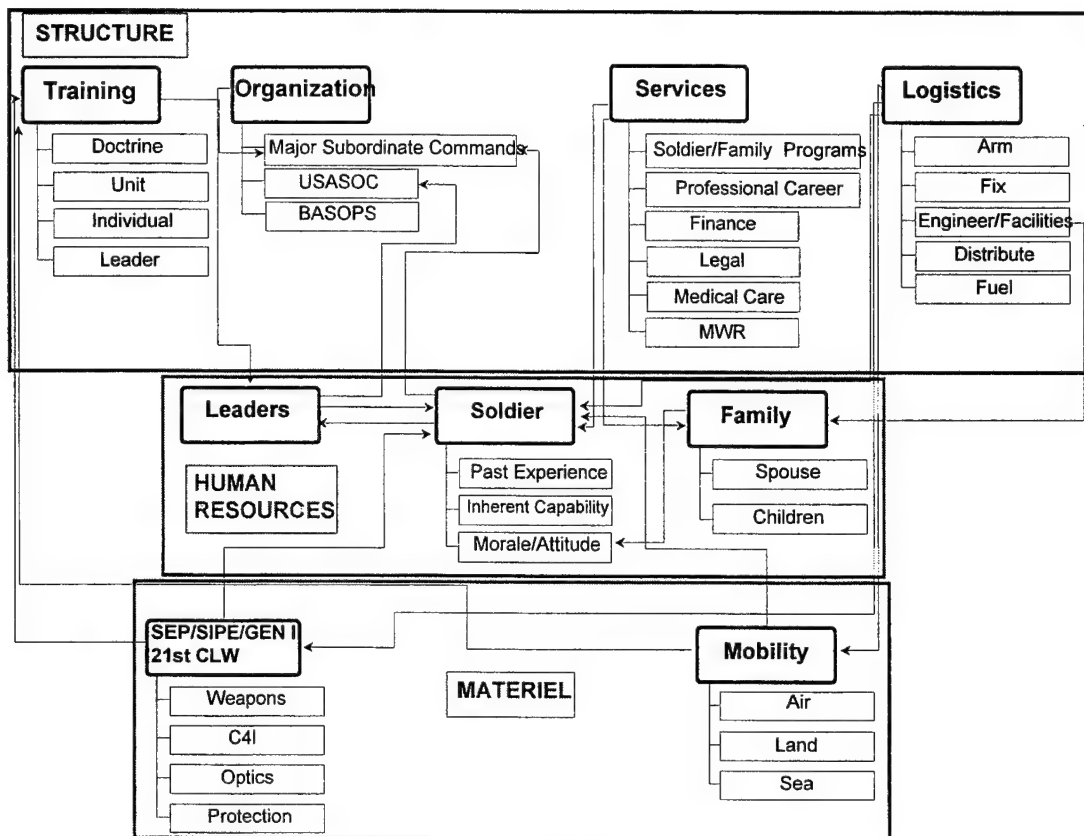 STRUCTURE
Training
Organization
Services
Logistics
Doctrine
Unit
Individual
Leader
Major Subordinate Commands
USASOC
BASOPS
Soldier/Family Programs
Professional Career
Finance
Legal
Medical Care
MWR
Arm
Fix
Engineer/Facilities
Distribute
Fuel
Leaders
Soldier
Family
HUMAN
RESOURCES
Past Experience
Inherent Capability
Morale/Attitude
Spouse
Children
SEP/SIPE/GEN I
21st CLW
Mobility
MATERIEL
Weapons
C4I
Optics
Protection
Air
Land
Sea